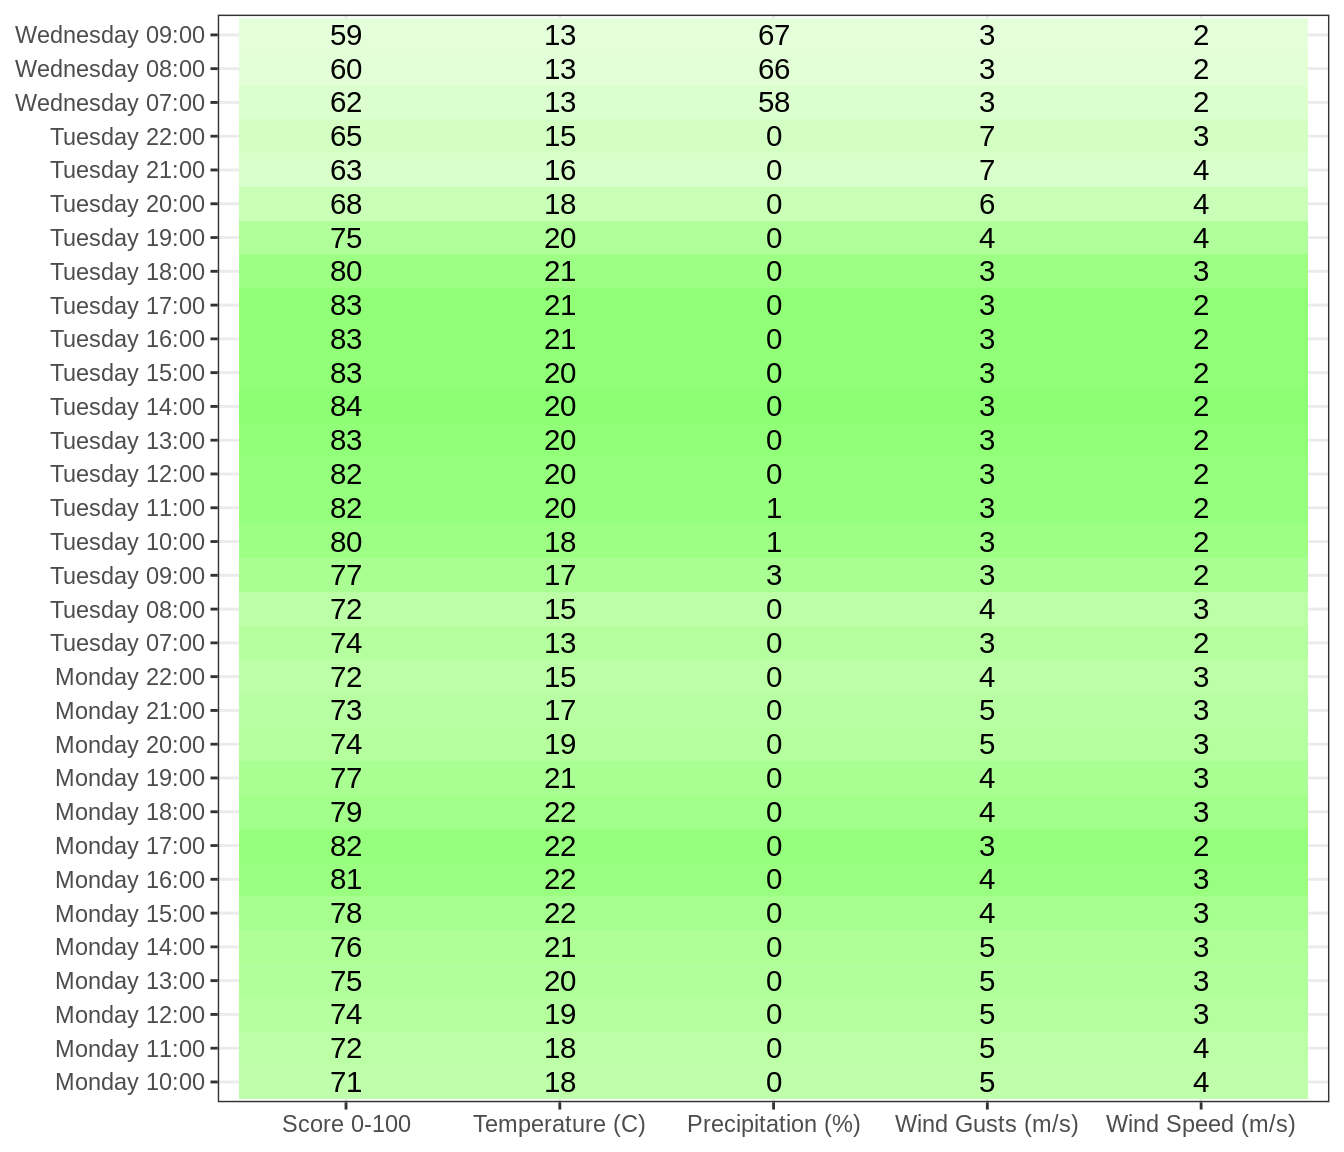 Wednesday 09:00 59 13 67 3 2
Wednesday 08:00 60 13 66 3 2
Wednesday 07:00 62 13 58 3 2
Tuesday 22:00 65 15 0 7 3
Tuesday 21:00 63 16 0 7 4
Tuesday 20:00 68 18 0 6 4
Tuesday 19:00 75 20 0 4 4
Tuesday 18:00 80 21 0 3 3
Tuesday 17:00 83 21 0 3 2
Tuesday 16:00 83 21 0 3 2
Tuesday 15:00 83 20 0 3 2
Tuesday 14:00 84 20 0 3 2
Tuesday 13:00 83 20 0 3 2
Tuesday 12:00 82 20 0 3 2
Tuesday 11:00 82 20 1 3 2
Tuesday 10:00 80 18 1 3 2
Tuesday 09:00 77 17 3 3 2
Tuesday 08:00 72 15 0 4 3
Tuesday 07:00 74 13 0 3 2
Monday 22:00 72 15 0 4 3
Monday 21:00 73 17 0 5 3
Monday 20:00 74 19 0 5 3
Monday 19:00 77 21 0 4 3
Monday 18:00 79 22 0 4 3
Monday 17:00 82 22 0 3 2
Monday 16:00 81 22 0 4 3
Monday 15:00 78 22 0 4 3
Monday 14:00 76 21 0 5 3
Monday 13:00 75 20 0 5 3
Monday 12:00 74 19 0 5 3
Monday 11:00 72 18 0 5 4
Monday 10:00 71 18 0 5 4
Score 0-100 Temperature (C) Precipitation (%) Wind Gusts (m/s) Wind Speed (m/s)